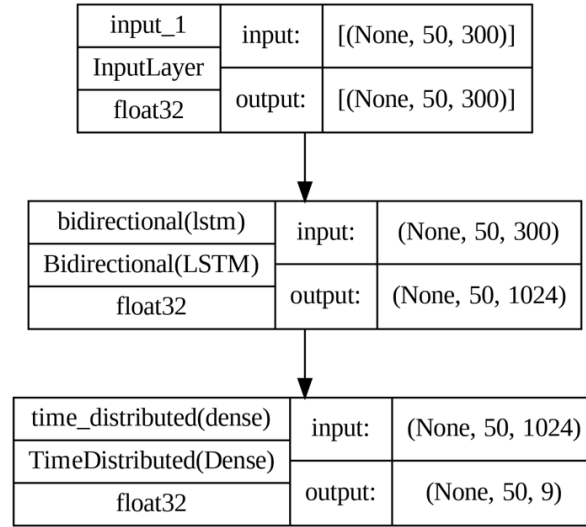 input_1
InputLayer
float32
input:
[(None, 50, 300)]
output:
[(None, 50, 300)]
bidirectional(lstm)
Bidirectional(LSTM)
float32
input:
(None, 50, 300)
output:
(None, 50, 1024)
time_distributed(dense)
TimeDistributed(Dense)
float32
input:
(None, 50, 1024)
output:
(None, 50, 9)